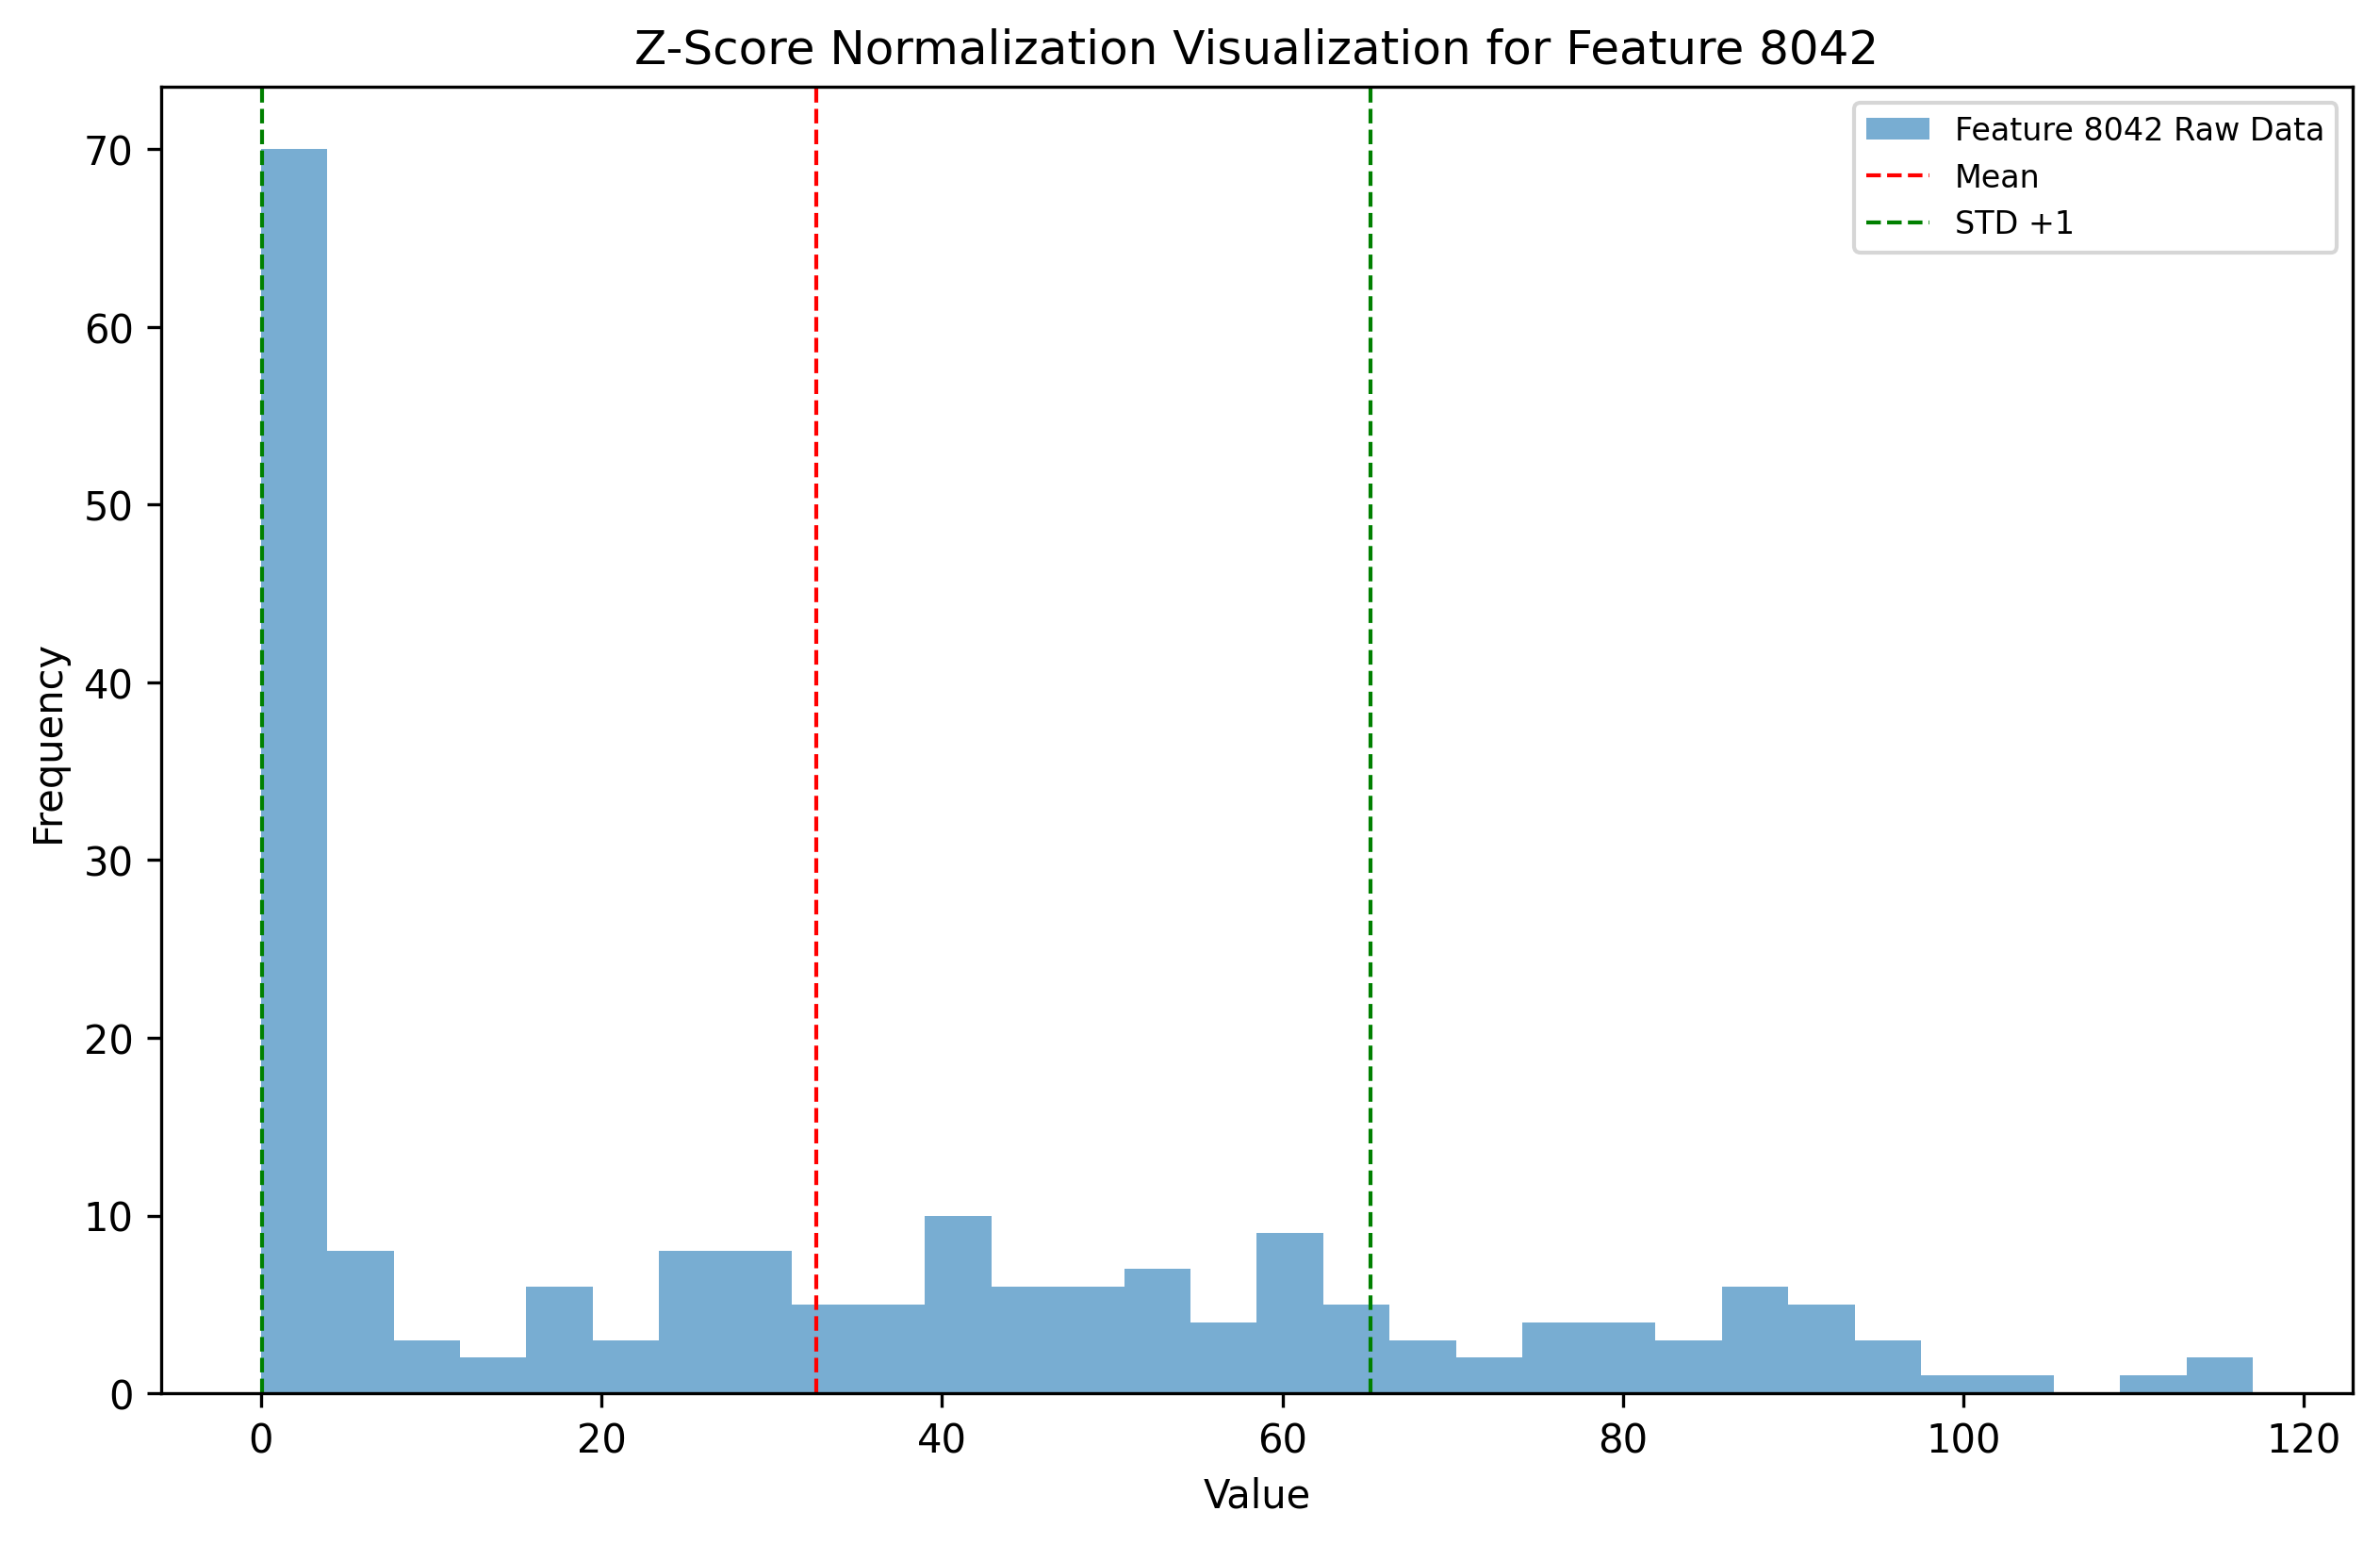 Z-Score Normalization Visualization for Feature 8042
Feature 8042 Raw Data
Mean
STD +1
Frequency
70
60
50
40
30
20
10
0
0 20 40 60 80 100 120
Value